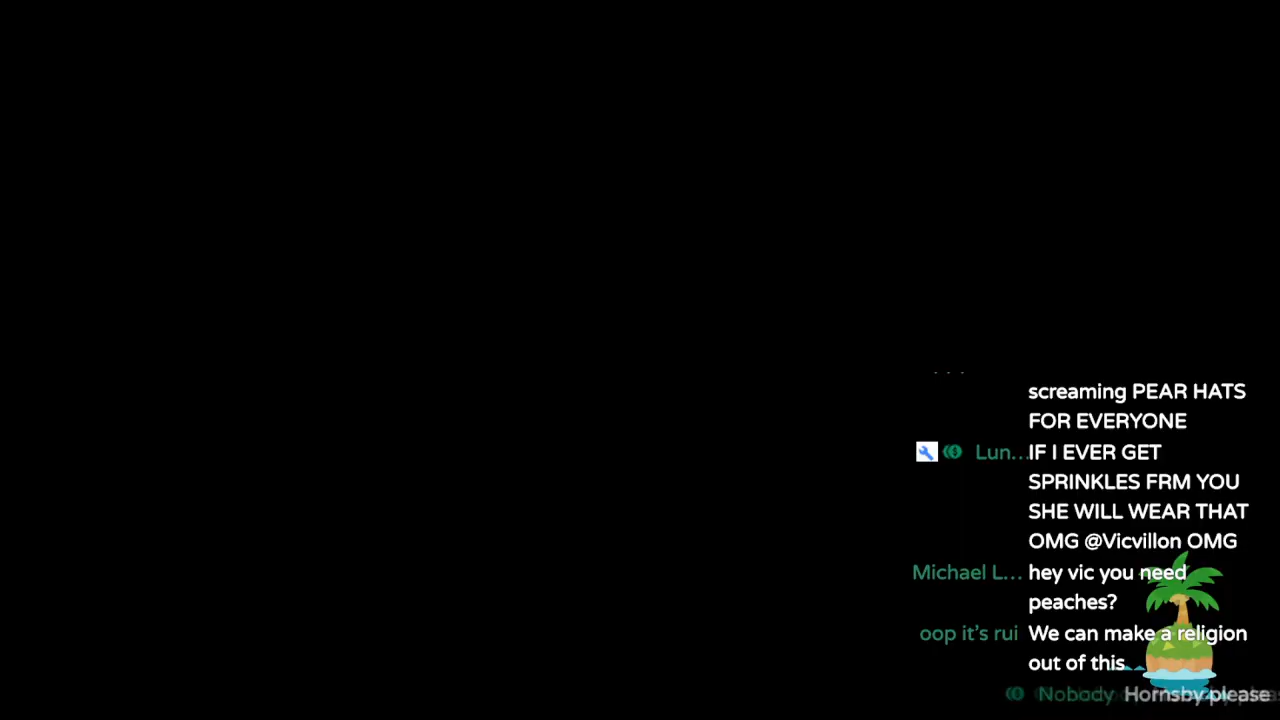 screaming PEAR HATS
FOR EVERYONE
Lun... IF I EVER GET
SPRINKLES FRM YOU
SHE WILL WEAR THAT
OMG @Vicvillon OMG
Michael L... hey vic you need
peaches?
oop it's rui We can make a religion
out of this
Nobody Hornsby please